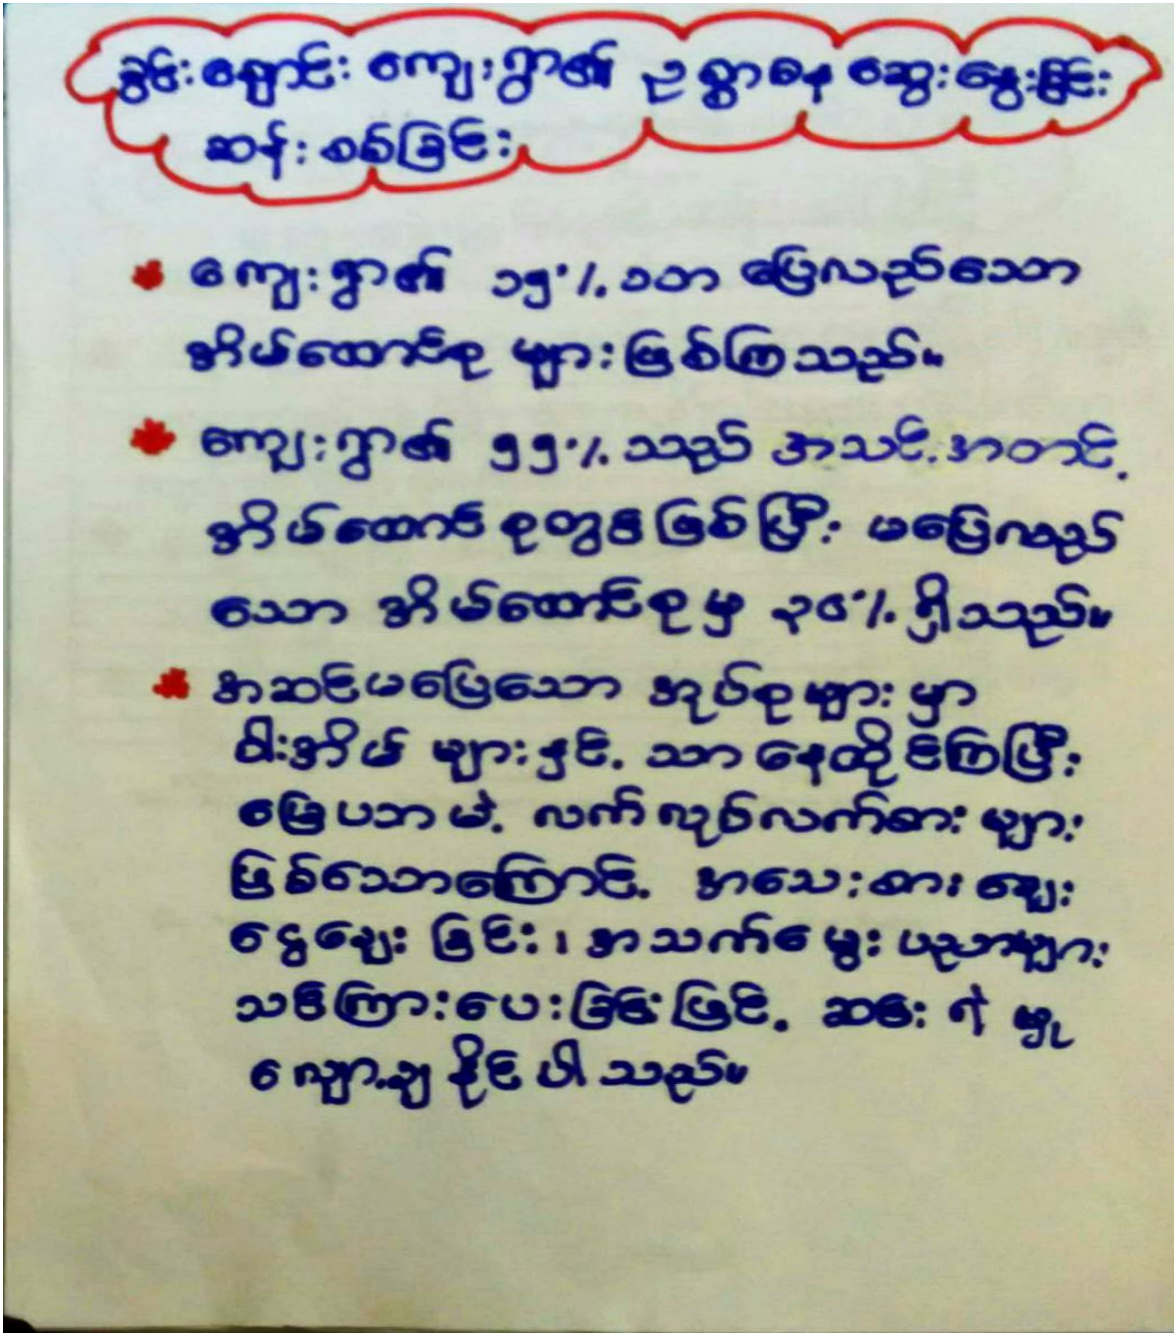 ခွင်းချောင်း ကျေးရွာ၏ ဥစ္စာဓန ဆွေးနွေးခြင်း
ဆန်းစစ်ခြင်း
ကျေးရွာ၏ ၁၅% သာ ပြေလည်သော
အိမ်ထောင်စု များဖြစ်ကြသည်။
ကျေးရွာ၏ ၅၅% သည် အသင့်အတင့်
အိမ်ထောင်စုတွင်ဖြစ်ပြီး မပြေလည်
သော အိမ်ထောင်စုမှ ၃၀% ရှိသည်။
အဆင်မပြေသော အုပ်စုများမှာ
ဝါးအိမ် များနှင့် သာ နေထိုင်ကြပြီး
မြေယာမဲ့ လက်လုပ်လက်စား များ
ဖြစ်သောကြောင့် အသေးစား ချေး
ငွေချေး ခြင်း၊ အသက်မွေး ပညာများ
သင်ကြားပေးခြင်းဖြင့် ဆင်းရဲ မှု
လျော့ချ နိုင်ပါသည်။